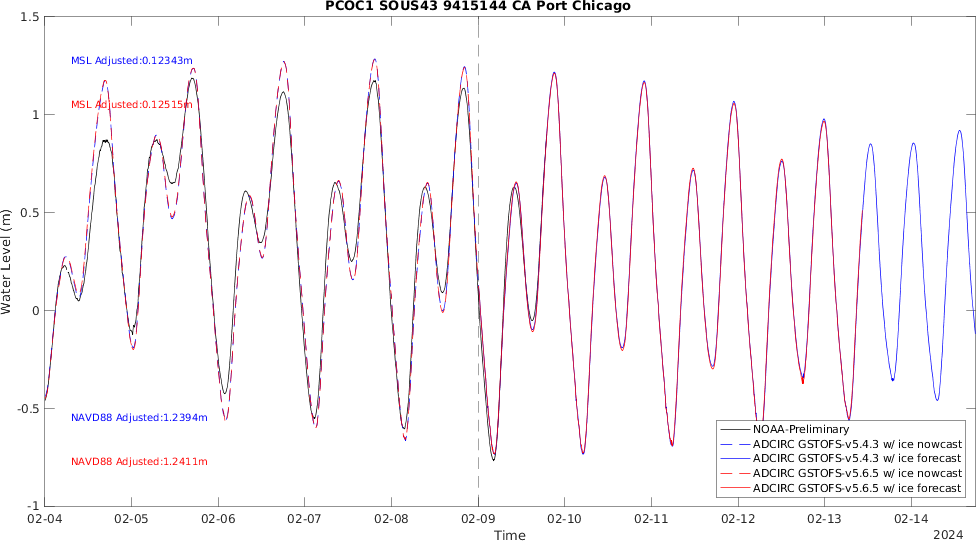 PCOC1 SOUS43 9415144 CA Port Chicago
Water Level (m)
1.5
1
0.5
0
-0.5
-1
MSL Adjusted:0.12343m
MSL Adjusted:0.12515m
NAVD88 Adjusted:1.2394m
NAVD88 Adjusted:1.2411m
NOAA-Preliminary
ADCIRC GSTOFS-v5.4.3 w/ ice nowcast
ADCIRC GSTOFS-v5.4.3 w/ ice forecast
ADCIRC GSTOFS-v5.6.5 w/ ice nowcast
ADCIRC GSTOFS-v5.6.5 w/ ice forecast
02-04 02-05 02-06 02-07 02-08 02-09 02-10 02-11 02-12 02-13 02-14
Time
2024